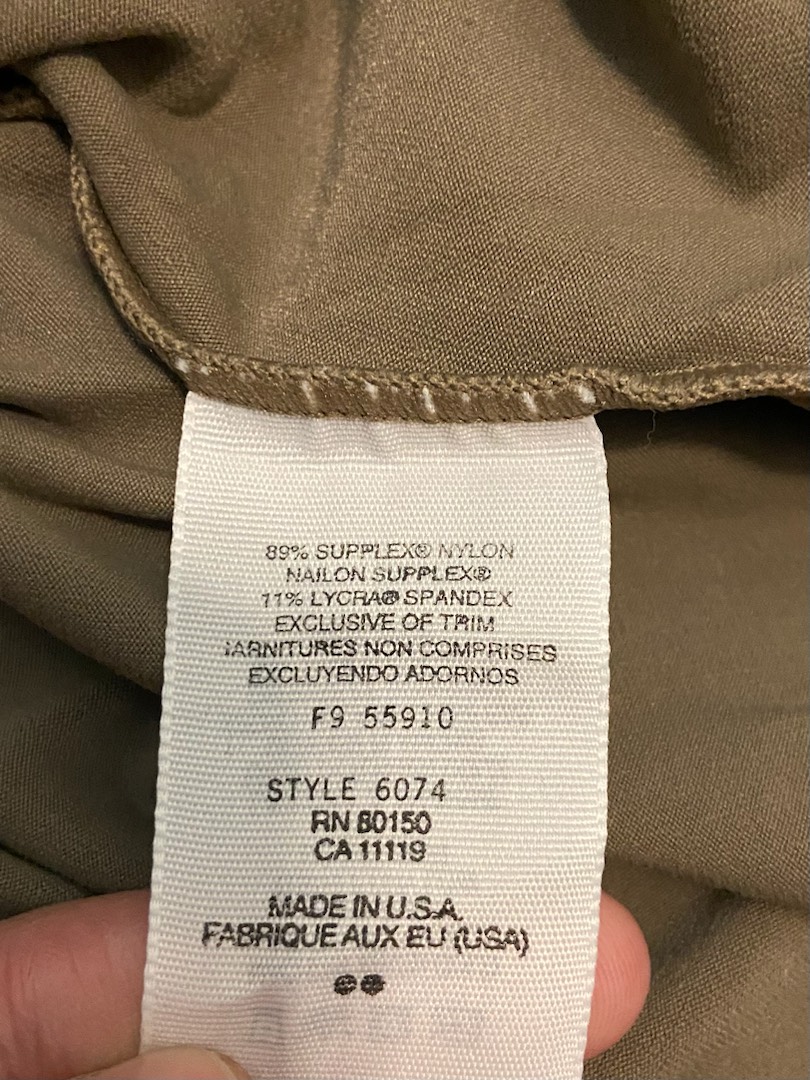 89% SUPPLEX® NYLON
NAILON SUPPLEX®
11% LYCRA® SPANDEX
EXCLUSIVE OF TRIM
IARNITURES NON COMPRISES
EXCLUYENDO ADORNOS
F9 55910
STYLE 6074
RN 80150
CA 11119
MADE IN U.S.A.
FABRIQUE AUX EU (USA)